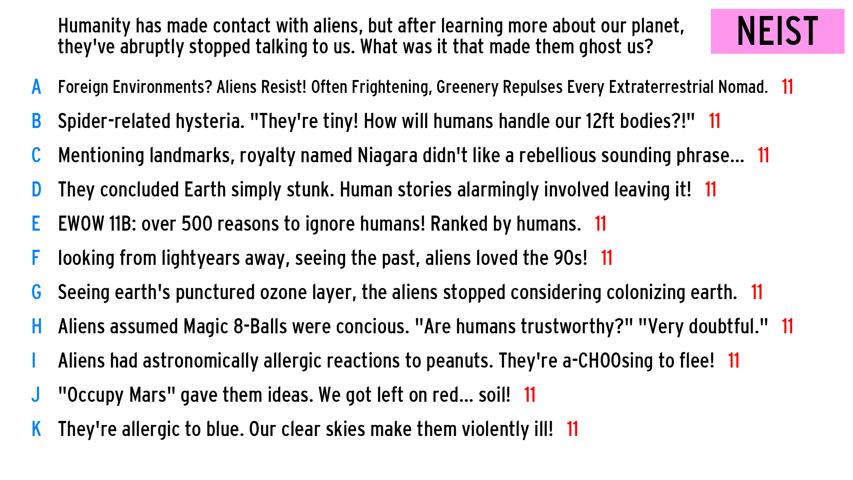 Humanity has made contact with aliens, but after learning more about our planet,
they've abruptly stopped talking to us. What was it that made them ghost us?
NEIST
A Foreign Environments? Aliens Resist! Often Frightening, Greenery Repulses Every Extraterrestrial Nomad. 11
B Spider-related hysteria. "They're tiny! How will humans handle our 12ft bodies?!" 11
C Mentioning landmarks, royalty named Niagara didn't like a rebellious sounding phrase... 11
D They concluded Earth simply stunk. Human stories alarmingly involved leaving it! 11
E EWOW 11B: over 500 reasons to ignore humans! Ranked by humans. 11
F looking from lightyears away, seeing the past, aliens loved the 90s! 11
G Seeing earth's punctured ozone layer, the aliens stopped considering colonizing earth. 11
H Aliens assumed Magic 8-Balls were concious. "Are humans trustworthy?" "Very doubtful." 11
I Aliens had astronomically allergic reactions to peanuts. They're a-CHOOsing to flee! 11
J "Occupy Mars" gave them ideas. We got left on red... soil! 11
K They're allergic to blue. Our clear skies make them violently ill! 11